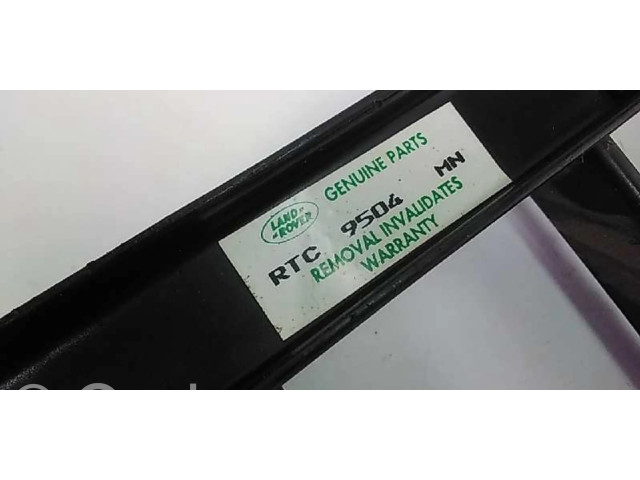 LAND-
-ROVER
GENUINE PARTS
RTC 9504 MN
REMOVAL INVALIDATES
WARRANTY